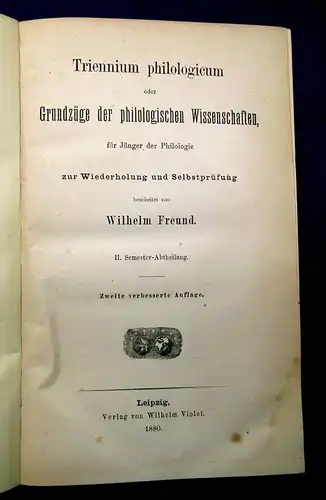 Triennium philologicum
oder
Grundzüge der philologischen Wissenschaften,
für Jünger der Philologie
zur Wiederholung und Selbstprüfung
bearbeitet von
Wilhelm Freund.
II. Semester-Abtheilung.
Zweite verbesserte Auflage.
Leipzig,
Verlag von Wilhelm Violet.
1880.